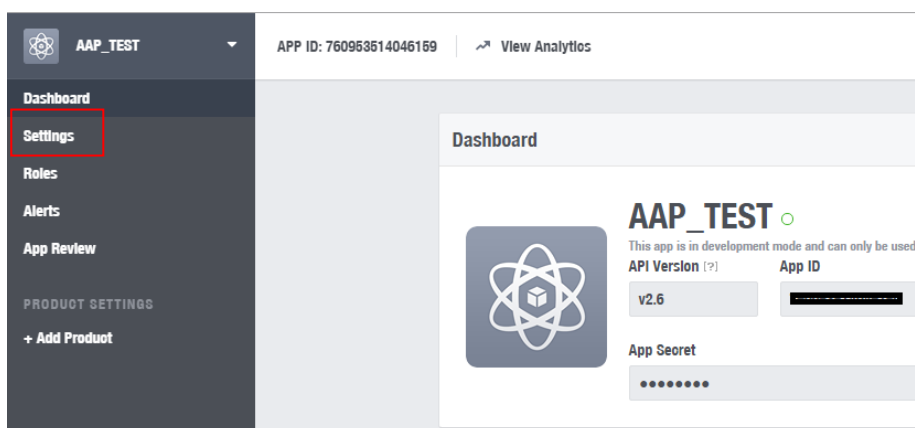 AAP_TEST
APP ID: 760953514046159
View Analytics
Dashboard
Settings
Roles
Alerts
App Review
PRODUCT SETTINGS
+ Add Product
Dashboard
AAP_TEST
This app is in development mode and can only be used
API Version [?]
App ID
v2.6
App Secret